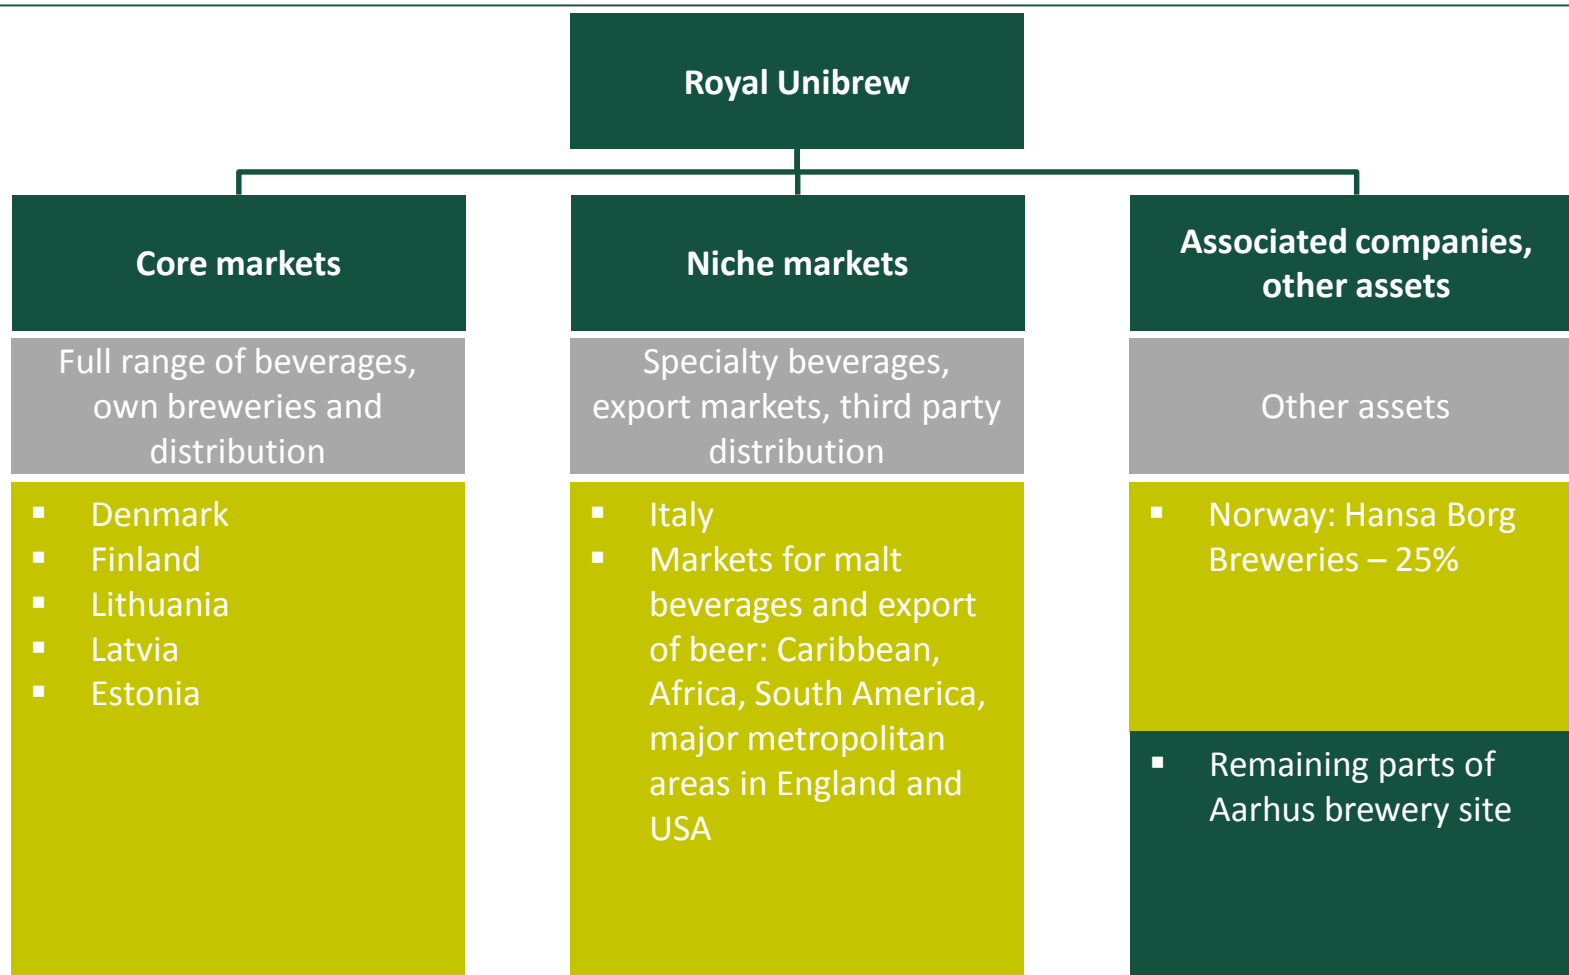 Royal Unibrew
Core markets
Full range of beverages,
own breweries and
distribution
▪ Denmark
▪ Finland
▪ Lithuania
▪ Latvia
▪ Estonia
Niche markets
Specialty beverages,
export markets, third party
distribution
▪ Italy
▪ Markets for malt
beverages and export
of beer: Caribbean,
Africa, South America,
major metropolitan
areas in England and
USA
Associated companies,
other assets
Other assets
▪ Norway: Hansa Borg
Breweries – 25%
▪ Remaining parts of
Aarhus brewery site